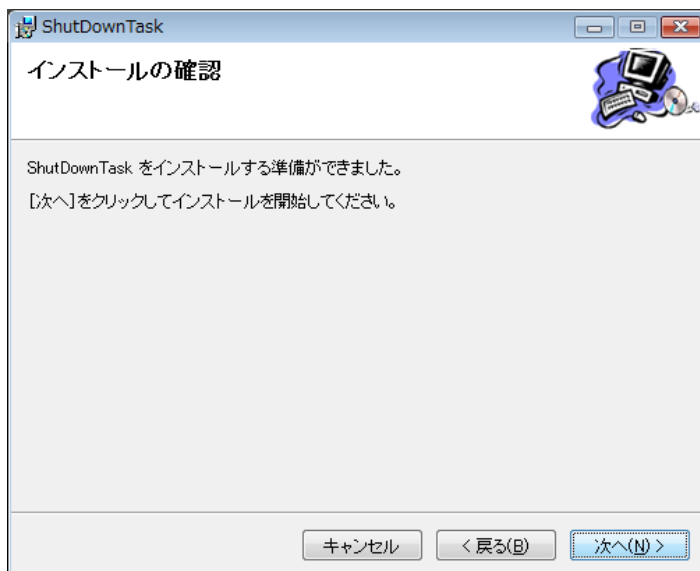 ShutDownTask
インストールの確認
ShutDownTask をインストールする準備ができました。
[次へ]をクリックしてインストールを開始してください。
キャンセル
< 戻る(B)
次へ(N) >